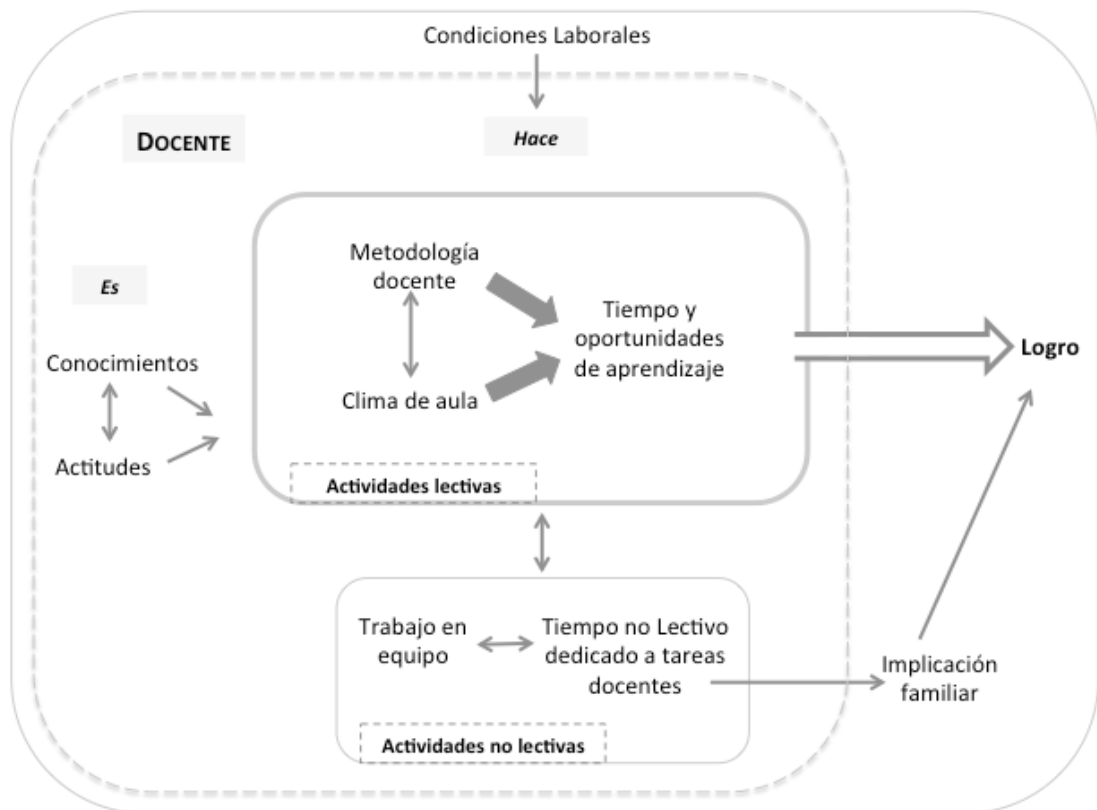 Condiciones Laborales
DOCENTE
Hace
Es
Conocimientos
Actitudes
Metodología
docente
Clima de aula
Tiempo y
oportunidades
de aprendizaje
Actividades lectivas
Logro
Trabajo en
equipo
Tiempo no Lectivo
dedicado a tareas
docentes
Actividades no lectivas
Implicación
familiar